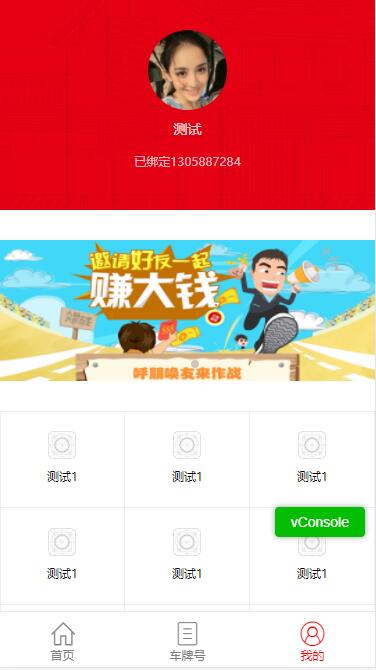 测试
已绑定1305887284
邀请好友一起
赚大钱
呼朋唤友来作战
测试1 测试1 测试1
vConsole
测试1 测试1 测试1
首页 车牌号 我的